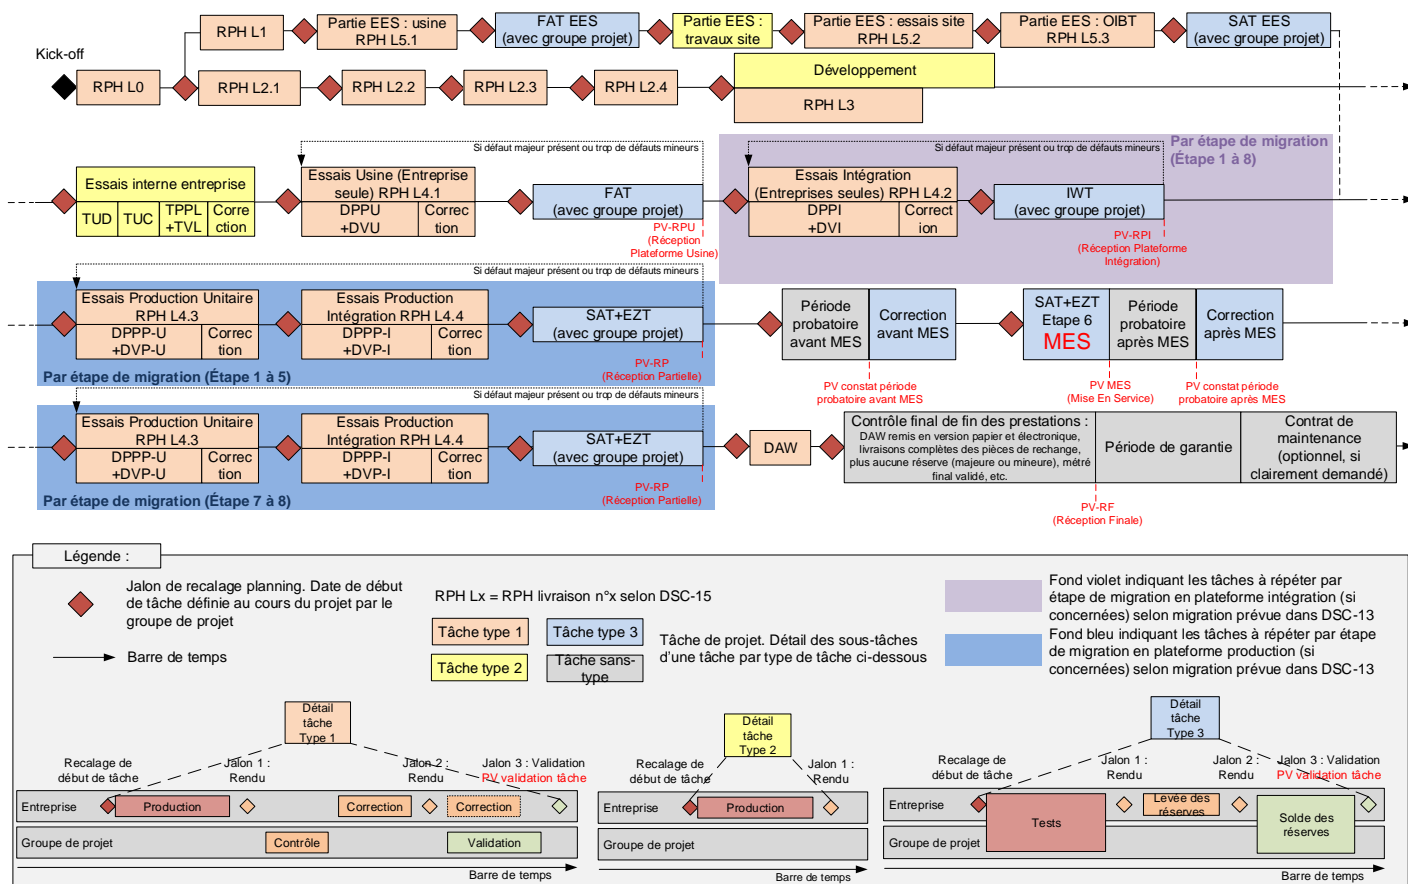 Kick-off
RPH L0
RPH L1
Partie EES : usine
RPH L5.1
FAT EES
(avec groupe projet)
Partie EES :
travaux site
Partie EES : essais site
RPH L5.2
Partie EES : OIBT
RPH L5.3
SAT EES
(avec groupe projet)
RPH L2.1
RPH L2.2
RPH L2.3
RPH L2.4
Développement
RPH L3
Si défaut majeur présent ou trop de défauts mineurs
Essais interne entreprise
TUD
TUC
TPPL
+TVL
Corre
ction
Essais Usine (Entreprise
seule) RPH L4.1
DPPU
+DVU
Correc
tion
FAT
(avec groupe projet)
PV-RPU
(Réception
Plateforme Usine)
Si défaut majeur présent ou trop de défauts mineurs
Par étape de migration
(Étape 1 à 8)
Essais Intégration
(Entreprises seules) RPH L4.2
DPPI
+DVI
Correct
ion
IWT
(avec groupe projet)
PV-RPI
(Réception Plateforme
Intégration)
Si défaut majeur présent ou trop de défauts mineurs
Essais Production Unitaire
RPH L4.3
DPPP-U
+DVP-U
Correc
tion
Essais Production
Intégration RPH L4.4
DPPP-I
+DVP-I
Correc
tion
SAT+EZT
(avec groupe projet)
PV-RP
(Réception Partielle)
Par étape de migration (Étape 1 à 5)
Période
probatoire
avant MES
Correction
avant MES
PV constat période
probatoire avant MES
SAT+EZT
Etape 6
MES
Période
probatoire
après MES
Correction
après MES
PV MES
(Mise En Service)
PV constat période
probatoire après MES
Si défaut majeur présent ou trop de défauts mineurs
Essais Production Unitaire
RPH L4.3
DPPP-U
+DVP-U
Correc
tion
Essais Production
Intégration RPH L4.4
DPPP-I
+DVP-I
Correc
tion
SAT+EZT
(avec groupe projet)
PV-RP
(Réception Partielle)
Par étape de migration (Étape 7 à 8)
DAW
Contrôle final de fin des prestations :
DAW remis en version papier et électronique,
livraisons complètes des pièces de rechange,
plus aucune réserve (majeure ou mineure), métré
final validé, etc.
Période de garantie
Contrat de
maintenance
(optionnel, si
clairement demandé)
PV-RF
(Réception Finale)
Légende :
Jalon de recalage planning. Date de début
de tâche définie au cours du projet par le
groupe de projet
Barre de temps
RPH Lx = RPH livraison n°x selon DSC-15
Tâche type 1
Tâche type 3
Tâche type 2
Tâche sans-
type
Tâche de projet. Détail des sous-tâches
d'une tâche par type de tâche ci-dessous
Fond violet indiquant les tâches à répéter par
étape de migration en plateforme intégration (si
concernées) selon migration prévue dans DSC-13
Fond bleu indiquant les tâches à répéter par étape
de migration en plateforme production (si
concernées) selon migration prévue dans DSC-13
Détail
tâche
Type 1
Recalage de
début de tâche
Jalon 1 :
Rendu
Jalon 2 :
Rendu
Jalon 3 : Validation
PV validation tâche
Entreprise
Production
Correction
Correction
Groupe de projet
Contrôle
Validation
Barre de temps
Détail
tâche
Type 2
Recalage de
début de tâche
Jalon 1 :
Rendu
Entreprise
Production
Groupe de projet
Barre de temps
Détail
tâche
Type 3
Recalage de
début de tâche
Jalon 1 :
Rendu
Jalon 2 :
Rendu
Jalon 3 : Validation
PV validation tâche
Entreprise
Tests
Levée des
réserves
Solde des
réserves
Groupe de projet
Barre de temps